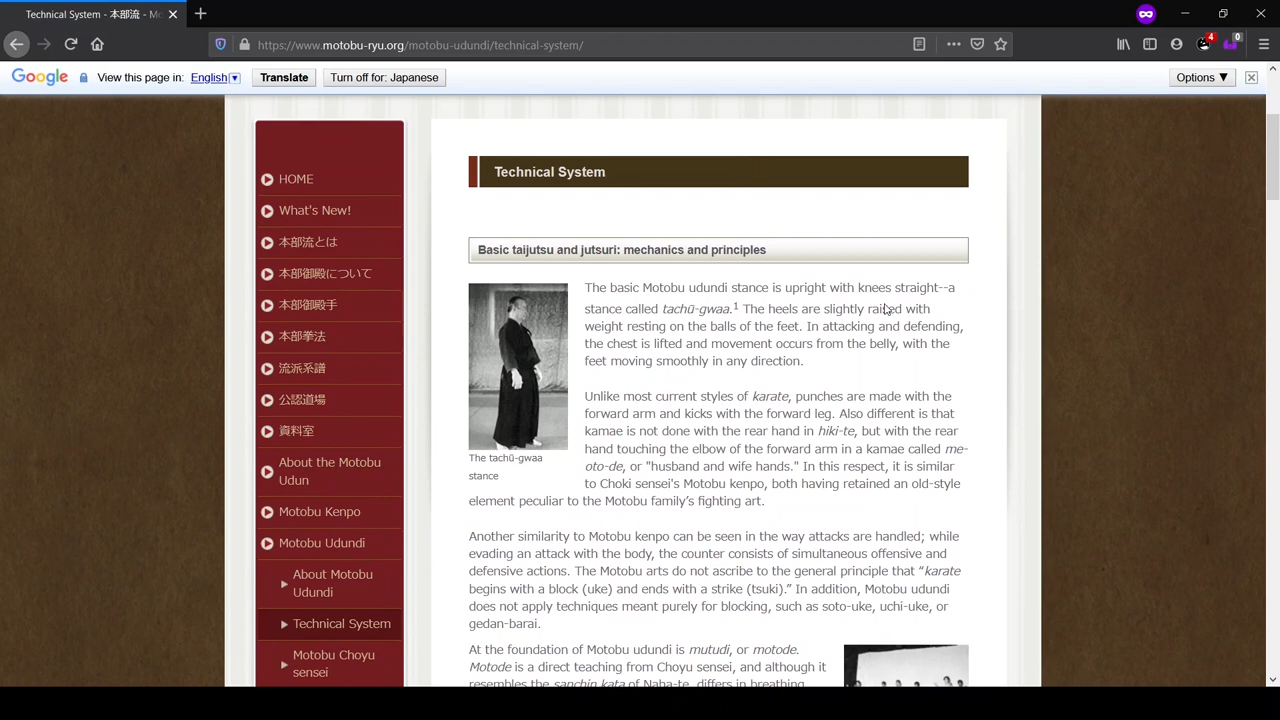 Technical System - 本部流 - Mo
https://www.motobu-ryu.org/motobu-udundi/technical-system/
4
0
Google
View this page in: English▼
Translate
Turn off for: Japanese
Options ▼
HOME
What's New!
本部流とは
本部御殿について
本部御殿手
本部拳法
流派系譜
公認道場
資料室
About the Motobu
Udun
Motobu Kenpo
Motobu Udundi
About Motobu
Udundi
Technical System
Motobu Choyu
sensei
Technical System
Basic taijutsu and jutsuri: mechanics and principles
The basic Motobu udundi stance is upright with knees straight--a
stance called tachū-gwaa.1 The heels are slightly raised with
weight resting on the balls of the feet. In attacking and defending,
the chest is lifted and movement occurs from the belly, with the
feet moving smoothly in any direction.
Unlike most current styles of karate, punches are made with the
forward arm and kicks with the forward leg. Also different is that
kamae is not done with the rear hand in hiki-te, but with the rear
hand touching the elbow of the forward arm in a kamae called me-
oto-de, or "husband and wife hands." In this respect, it is similar
to Choki sensei's Motobu kenpo, both having retained an old-style
element peculiar to the Motobu family’s fighting art.
The tachū-gwaa
stance
Another similarity to Motobu kenpo can be seen in the way attacks are handled; while
evading an attack with the body, the counter consists of simultaneous offensive and
defensive actions. The Motobu arts do not ascribe to the general principle that “karate
begins with a block (uke) and ends with a strike (tsuki).” In addition, Motobu udundi
does not apply techniques meant purely for blocking, such as soto-uke, uchi-uke, or
gedan-barai.
At the foundation of Motobu udundi is mutudi, or motode.
Motode is a direct teaching from Choyu sensei, and although it
resembles the sanchin kata of Naha-te, differs in breathing